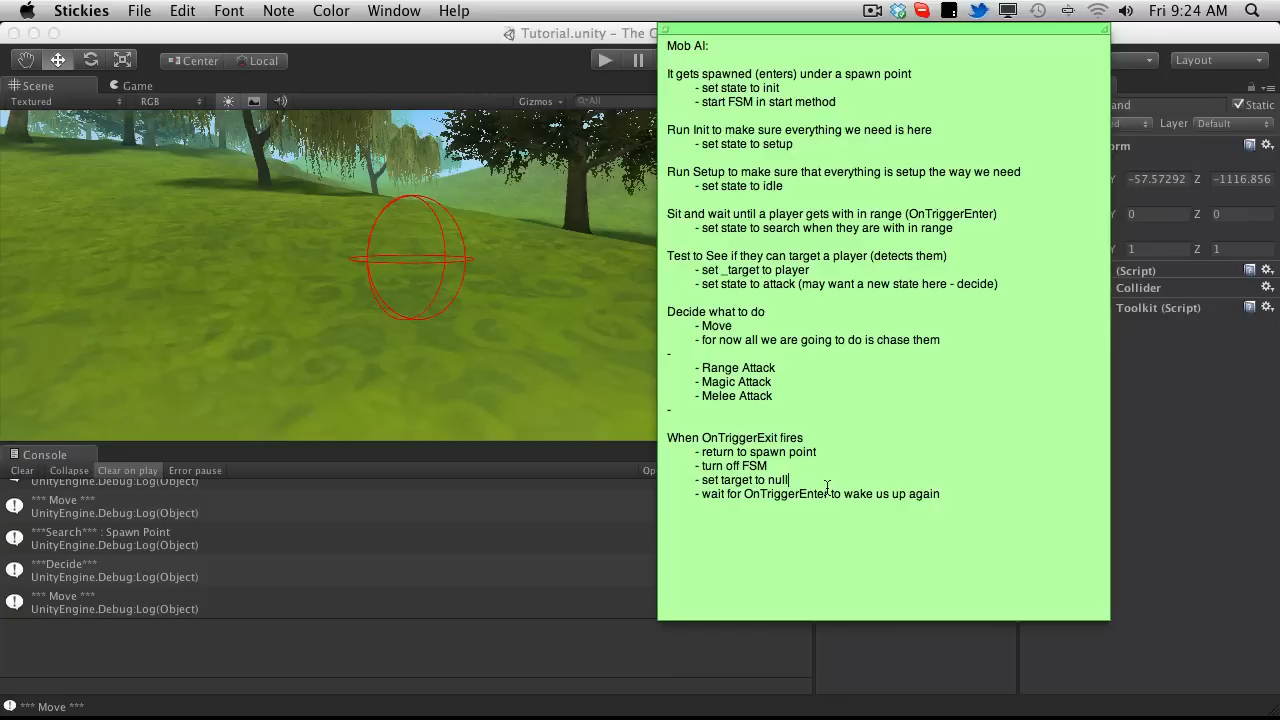 Stickies File Edit Font Note Color Window Help Fri 9:24 AM
Tutorial.unity - The G
Center Local Layout
Scene Game
Textured RGB Gizmos All
and Static
Layer Default
orm
Y -57.57292 Z -1116.856
Y 0 Z 0
Y 1 Z 1
(Script)
Collider
Toolkit (Script)
Mob AI:
It gets spawned (enters) under a spawn point
- set state to init
- start FSM in start method
Run Init to make sure everything we need is here
- set state to setup
Run Setup to make sure that everything is setup the way we need
- set state to idle
Sit and wait until a player gets with in range (OnTriggerEnter)
- set state to search when they are with in range
Test to See if they can target a player (detects them)
- set _target to player
- set state to attack (may want a new state here - decide)
Decide what to do
- Move
- for now all we are going to do is chase them
-
- Range Attack
- Magic Attack
- Melee Attack
-
When OnTriggerExit fires
- return to spawn point
- turn off FSM
- set target to null
- wait for OnTriggerEnter to wake us up again
Console
Clear Collapse Clear on play Error pause Op
*** Move ***
UnityEngine.Debug:Log(Object)
***Search*** : Spawn Point
UnityEngine.Debug:Log(Object)
***Decide***
UnityEngine.Debug:Log(Object)
*** Move ***
UnityEngine.Debug:Log(Object)
*** Move ***